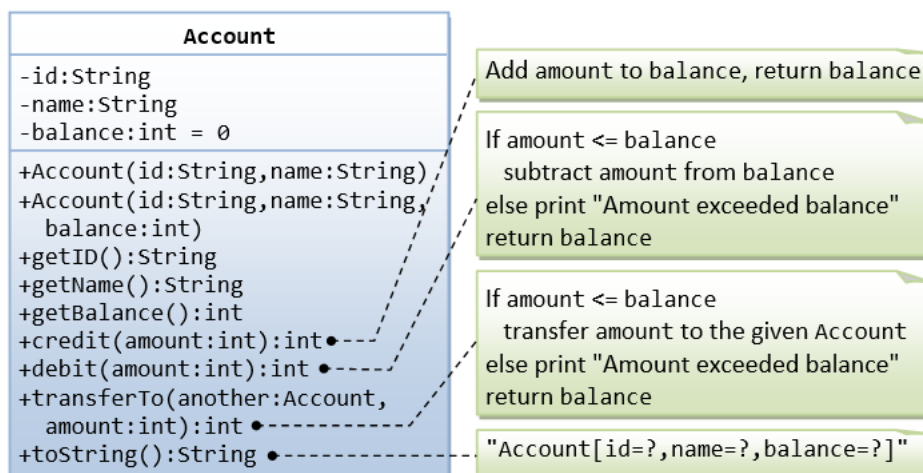 Account
-id:String
-name:String
-balance:int = 0
+Account(id:String,name:String)
+Account(id:String,name:String,
balance:int)
+getID():String
+getName():String
+getBalance():int
+credit(amount:int):int
+debit(amount:int):int
+transferTo(another:Account,
amount:int):int
+toString():String
Add amount to balance, return balance
If amount <= balance
subtract amount from balance
else print "Amount exceeded balance"
return balance
If amount <= balance
transfer amount to the given Account
else print "Amount exceeded balance"
return balance
"Account[id=?,name=?,balance=?]"